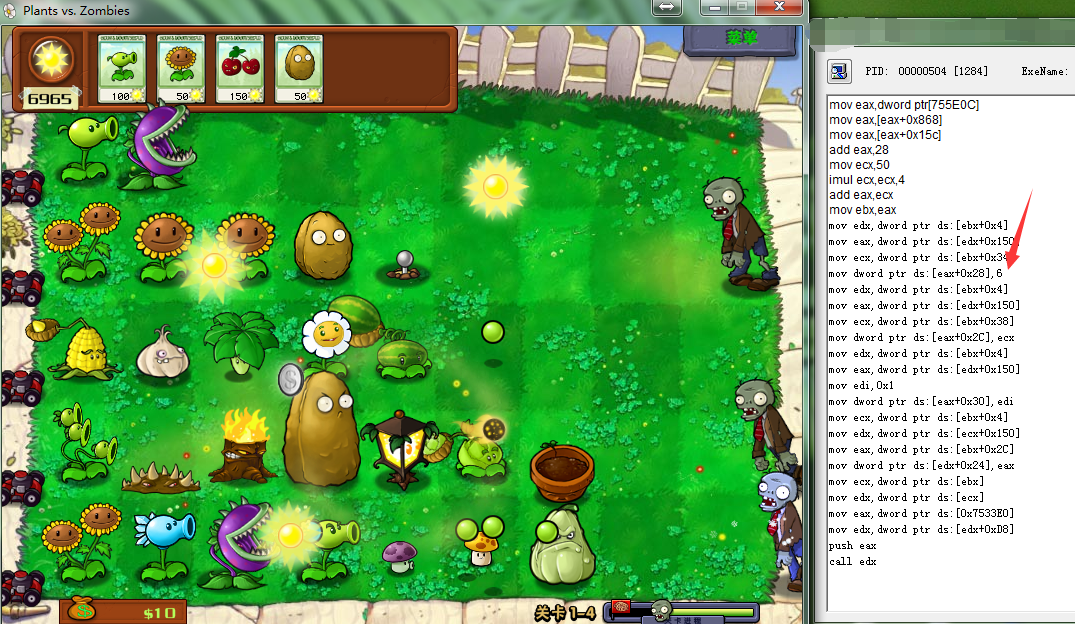 Plants vs. Zombies
菜单
6965
100
50
150
50
PID: 00000504 [1284] ExeName:
mov eax,dword ptr[755E0C]
mov eax,[eax+0x868]
mov eax,[eax+0x15c]
add eax,28
mov ecx,50
imul ecx,ecx,4
add eax,ecx
mov ebx,eax
mov edx,dword ptr ds:[ebx+0x4]
mov eax,dword ptr ds:[edx+0x150]
mov ecx,dword ptr ds:[ebx+0x34]
mov dword ptr ds:[eax+0x28],6
mov edx,dword ptr ds:[ebx+0x4]
mov eax,dword ptr ds:[edx+0x150]
mov ecx,dword ptr ds:[ebx+0x38]
mov dword ptr ds:[eax+0x2C],ecx
mov edx,dword ptr ds:[ebx+0x4]
mov eax,dword ptr ds:[edx+0x150]
mov edi,0x1
mov dword ptr ds:[eax+0x30],edi
mov ecx,dword ptr ds:[ebx+0x4]
mov edx,dword ptr ds:[ecx+0x150]
mov eax,dword ptr ds:[ebx+0x2C]
mov dword ptr ds:[edx+0x24],eax
mov ecx,dword ptr ds:[ebx]
mov edx,dword ptr ds:[ecx]
mov eax,dword ptr ds:[0x7533E0]
mov edx,dword ptr ds:[edx+0xD8]
push eax
call edx
$10
关卡 1-4